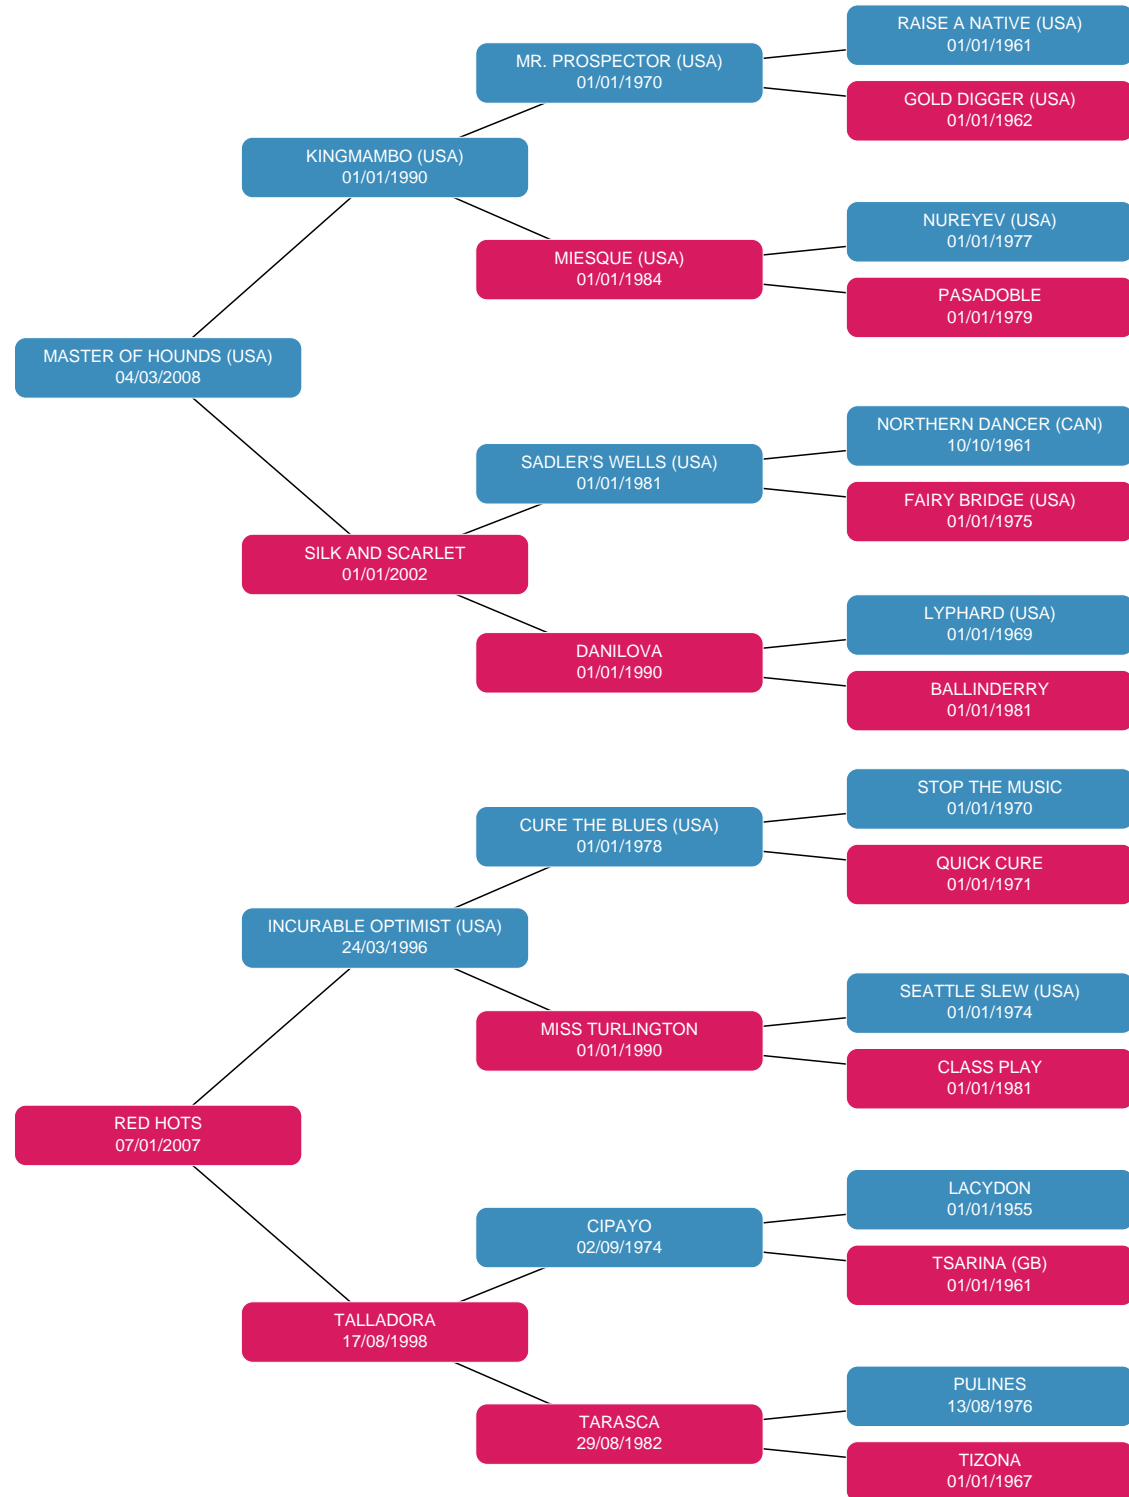 RAISE A NATIVE (USA)
01/01/1961
MR. PROSPECTOR (USA)
01/01/1970
GOLD DIGGER (USA)
01/01/1962
KINGMAMBO (USA)
01/01/1990
NUREYEV (USA)
01/01/1977
MIESQUE (USA)
01/01/1984
PASADOBLE
01/01/1979
MASTER OF HOUNDS (USA)
04/03/2008
NORTHERN DANCER (CAN)
10/10/1961
SADLER'S WELLS (USA)
01/01/1981
FAIRY BRIDGE (USA)
01/01/1975
SILK AND SCARLET
01/01/2002
LYPHARD (USA)
01/01/1969
DANILOVA
01/01/1990
BALLINDERRY
01/01/1981
STOP THE MUSIC
01/01/1970
CURE THE BLUES (USA)
01/01/1978
QUICK CURE
01/01/1971
INCURABLE OPTIMIST (USA)
24/03/1996
SEATTLE SLEW (USA)
01/01/1974
MISS TURLINGTON
01/01/1990
CLASS PLAY
01/01/1981
RED HOTS
07/01/2007
LACYDON
01/01/1955
CIPAYO
02/09/1974
TSARINA (GB)
01/01/1961
TALLADORA
17/08/1998
PULINES
13/08/1976
TARASCA
29/08/1982
TIZONA
01/01/1967